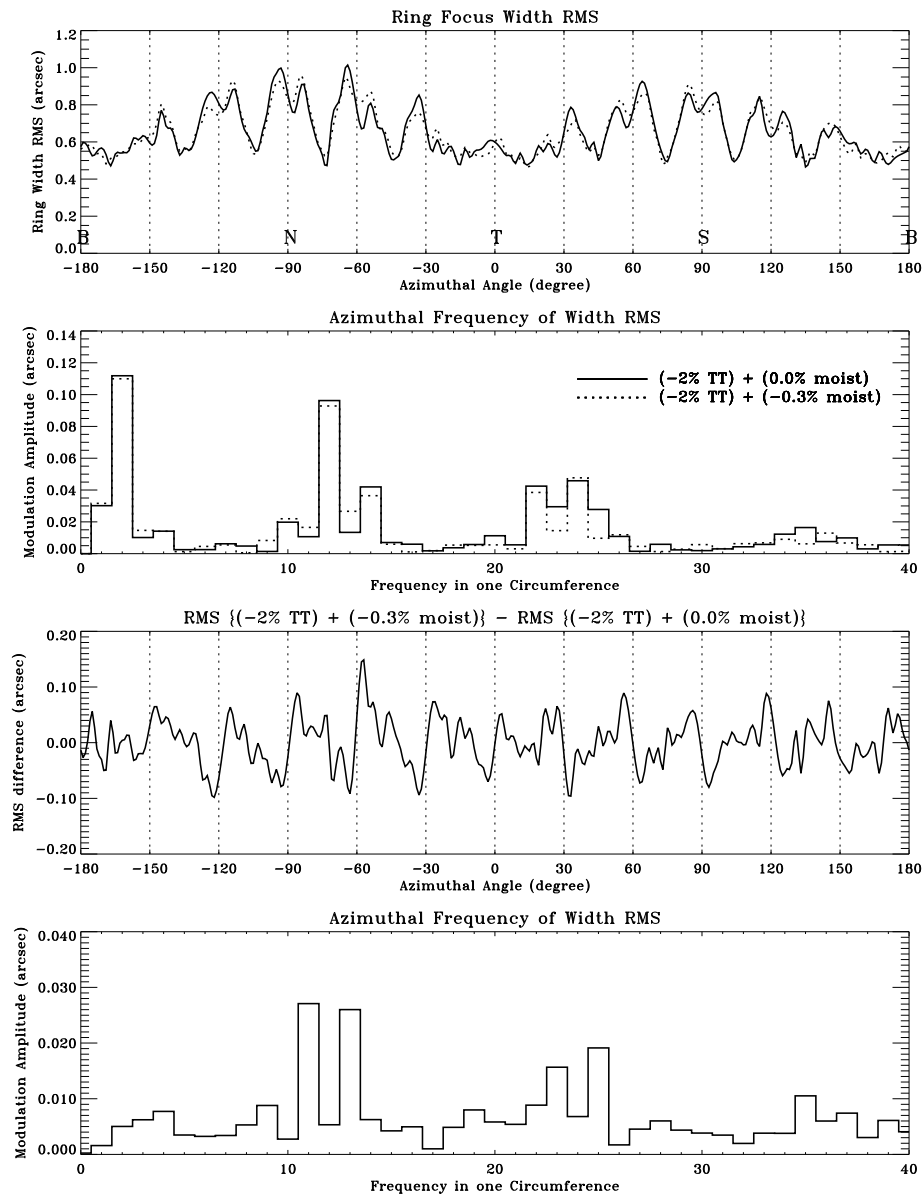 Ring Focus Width RMS
Ring Width RMS (arcsec)
1.2
1.0
0.8
0.6
0.4
0.2
0.0
B N T S B
−180 −150 −120 −90 −60 −30 0 30 60 90 120 150 180
Azimuthal Angle (degree)
Azimuthal Frequency of Width RMS
Modulation Amplitude (arcsec)
0.14
0.12
0.10
0.08
0.06
0.04
0.02
0.00
(−2% TT) + (0.0% moist)
(−2% TT) + (−0.3% moist)
0 10 20 30 40
Frequency in one Circumference
RMS {(−2% TT) + (−0.3% moist)} − RMS {(−2% TT) + (0.0% moist)}
RMS difference (arcsec)
0.20
0.10
0.00
−0.10
−0.20
−180 −150 −120 −90 −60 −30 0 30 60 90 120 150 180
Azimuthal Angle (degree)
Azimuthal Frequency of Width RMS
Modulation Amplitude (arcsec)
0.040
0.030
0.020
0.010
0.000
0 10 20 30 40
Frequency in one Circumference